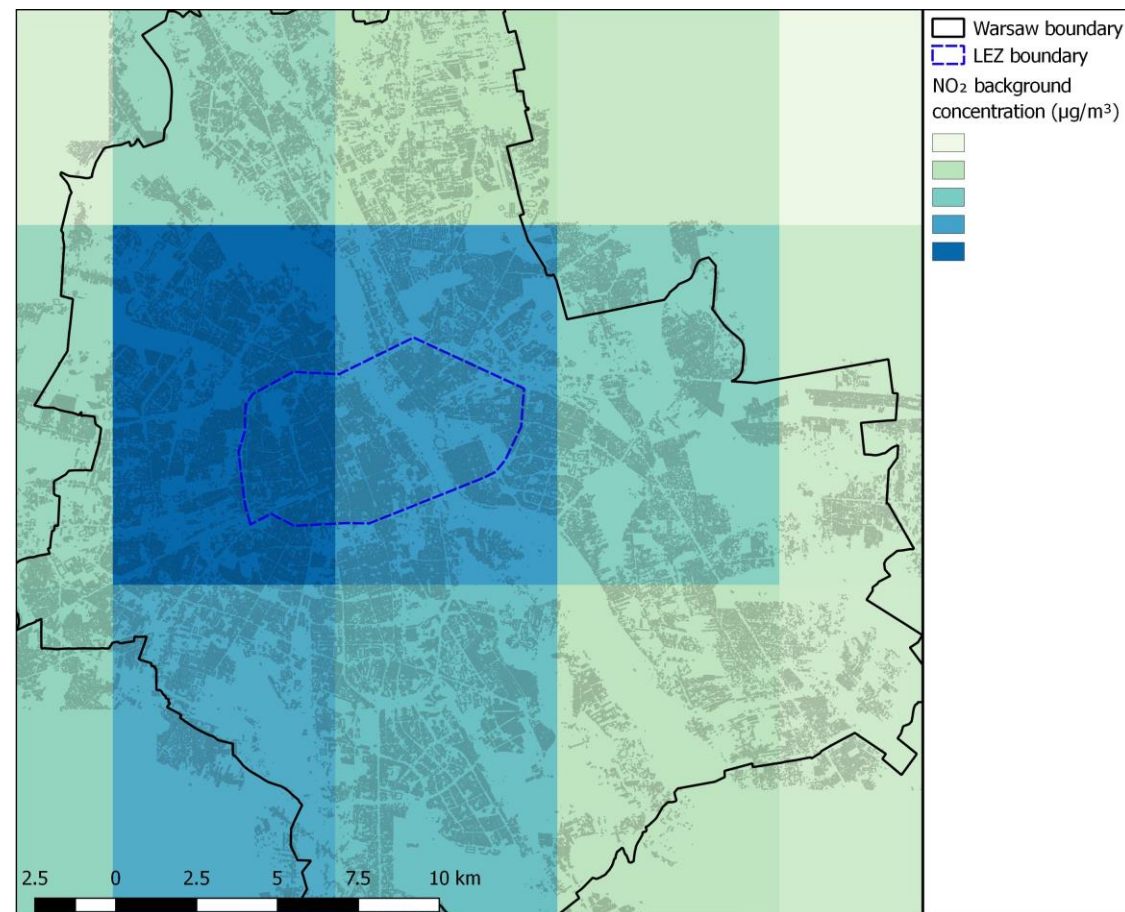 Warsaw boundary
LEZ boundary
NO₂ background
concentration (µg/m³)
2.5 0 2.5 5 7.5 10 km